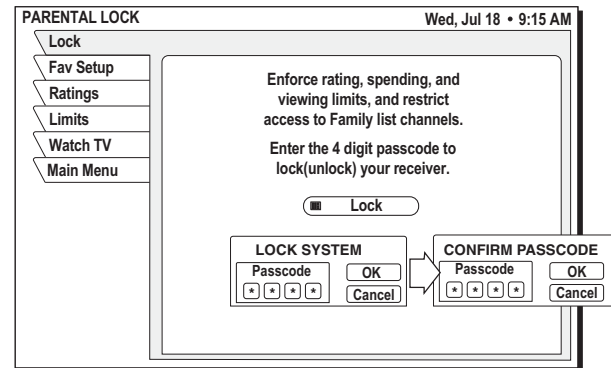 PARENTAL LOCK
Wed, Jul 18 • 9:15 AM
Lock
Fav Setup
Ratings
Limits
Watch TV
Main Menu
Enforce rating, spending, and
viewing limits, and restrict
access to Family list channels.
Enter the 4 digit passcode to
lock(unlock) your receiver.
Lock
LOCK SYSTEM
Passcode
* * * *
OK
Cancel
CONFIRM PASSCODE
Passcode
* * * *
OK
Cancel